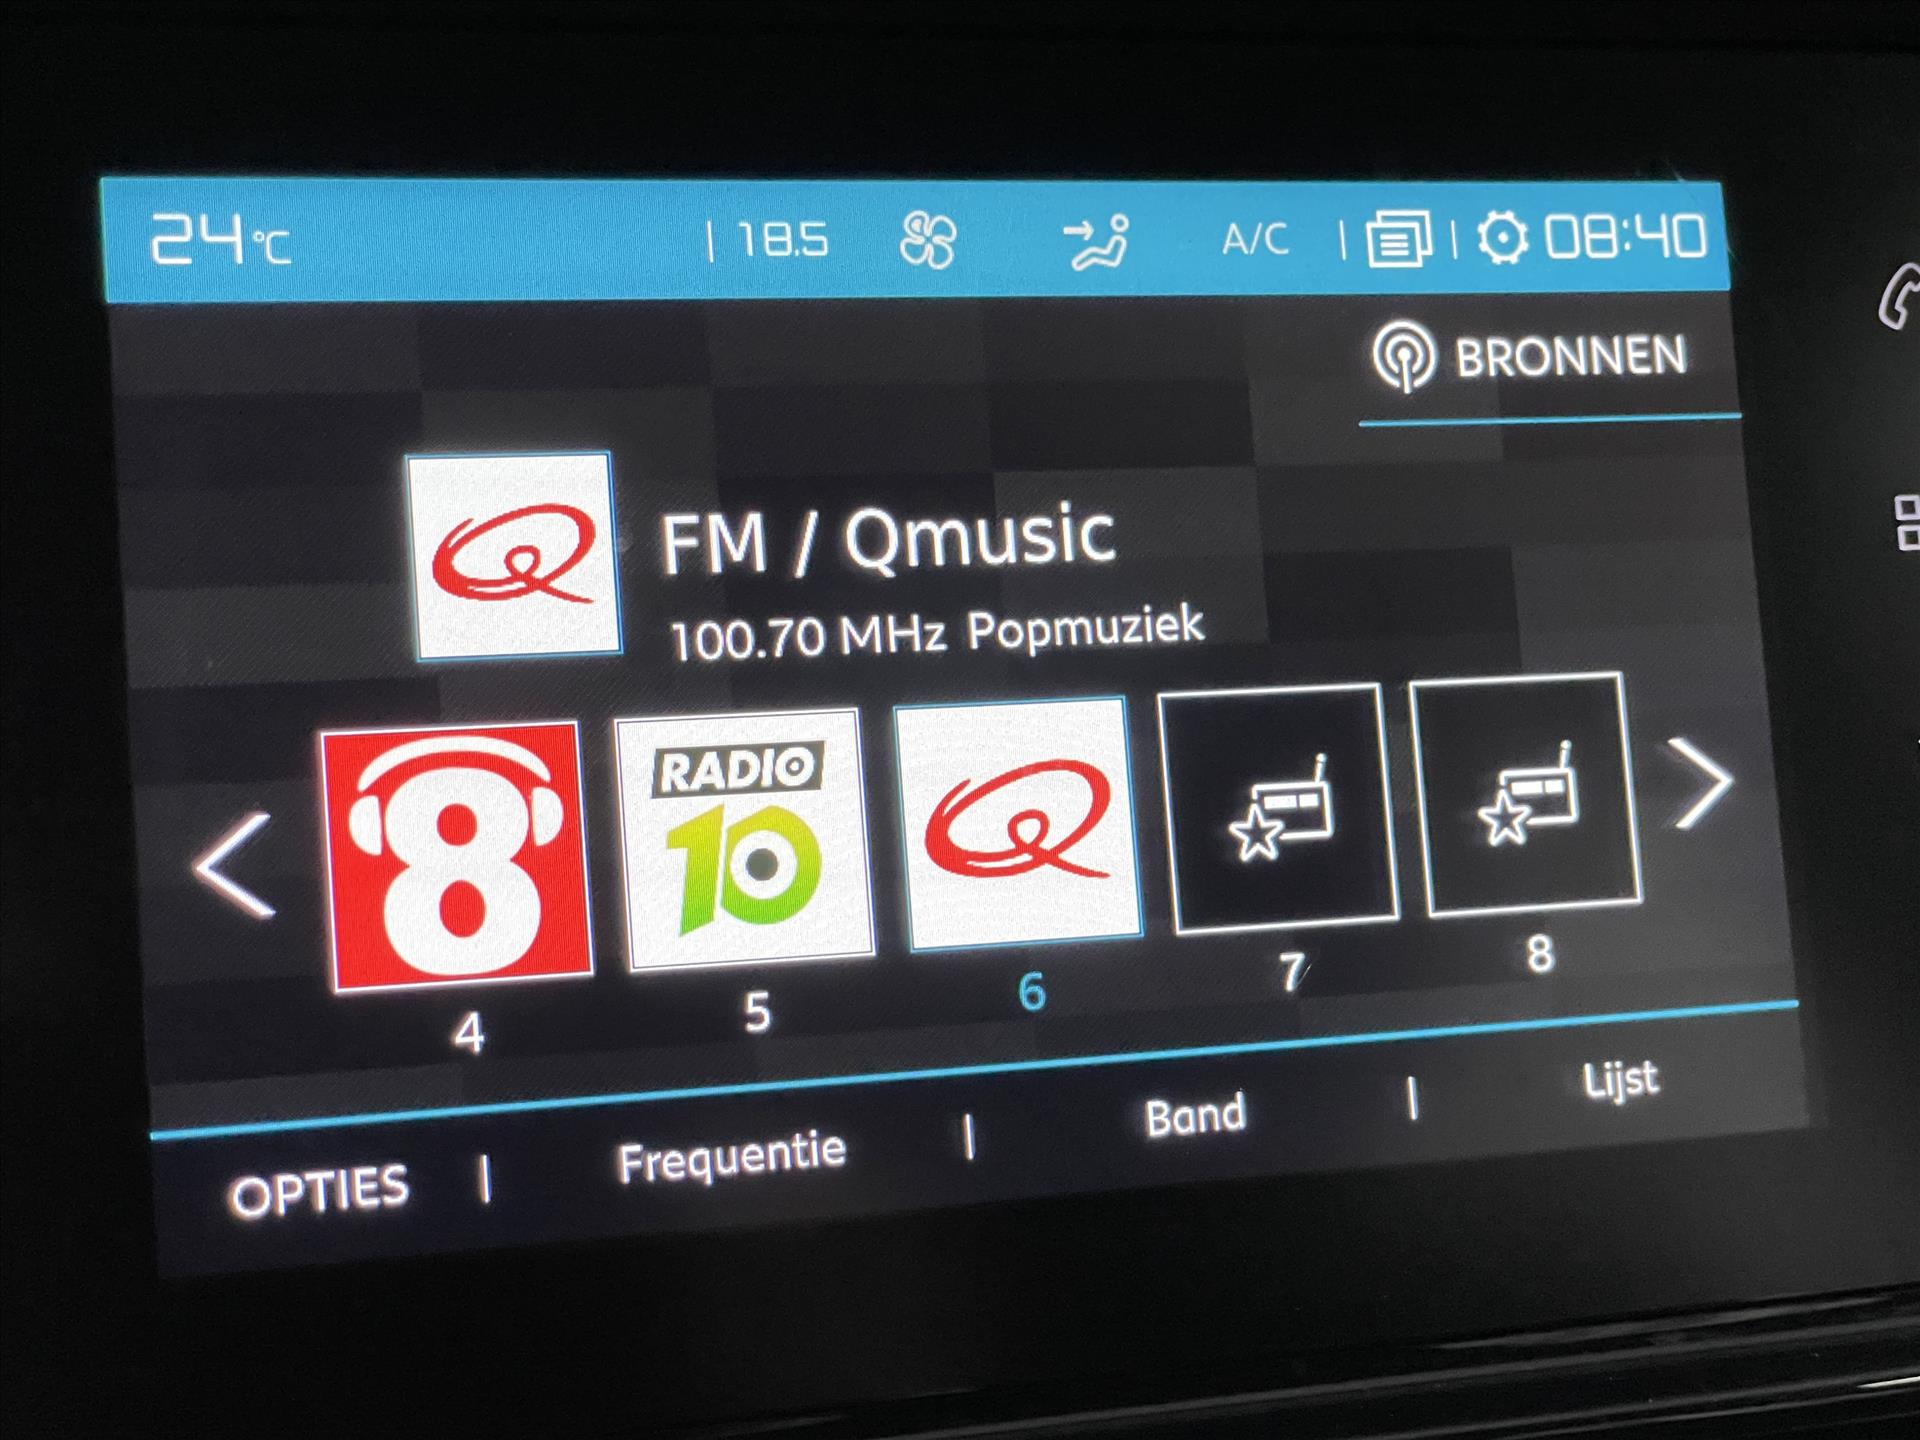 24°C | 18.5 A/C | | 08:40
BRONNEN
FM / Qmusic
100.70 MHz Popmuziek
8
RADIO
10
Q
4 5 6 7 8
OPTIES | Frequentie | Band | Lijst